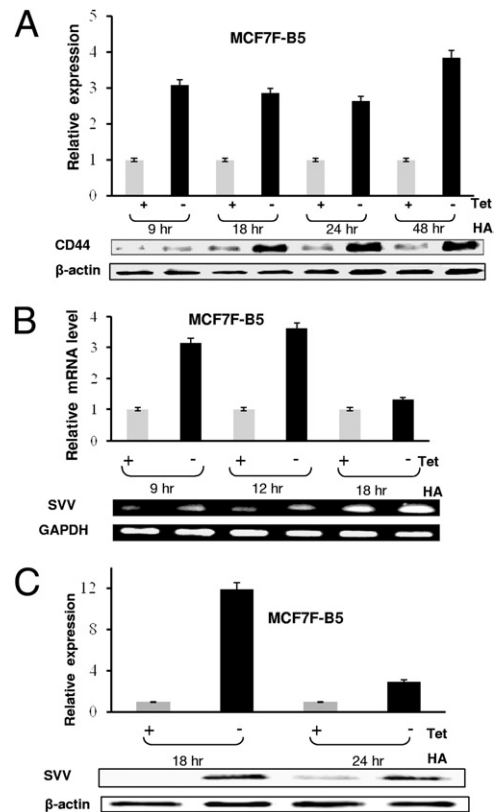 A
MCF7F-B5
Relative expression
5
4
3
2
1
0
+ - + - + - + - Tet
9 hr 18 hr 24 hr 48 hr HA
CD44
β-actin
B
MCF7F-B5
Relative mRNA level
4
3
2
1
0
+ - + - + - Tet
9 hr 12 hr 18 hr HA
SVV
GAPDH
C
MCF7F-B5
Relative expression
12
8
4
0
+ - + - Tet
18 hr 24 hr HA
SVV
β-actin